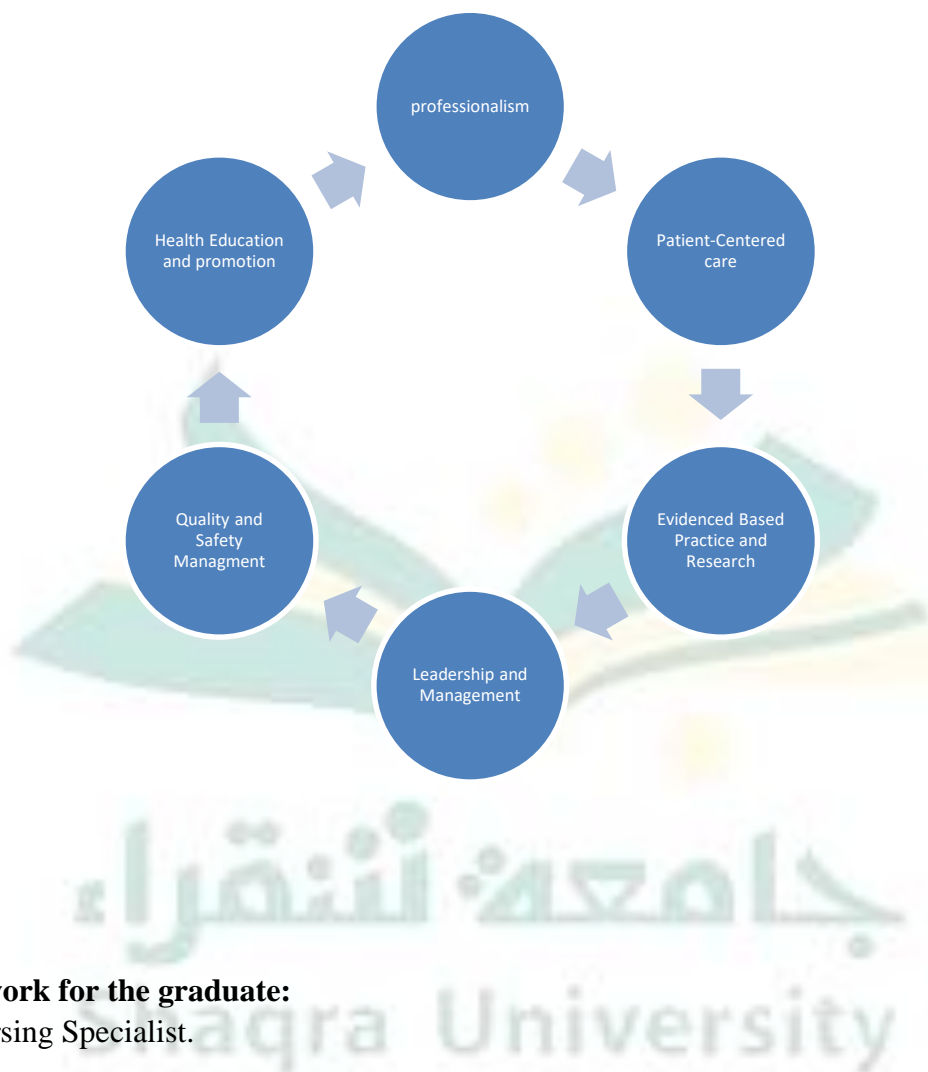 professionalism
Health Education
and promotion
Patient-Centered
care
Quality and
Safety
Managment
Evidenced Based
Practice and
Research
Leadership and
Management
جامعة شقراء
work for the graduate:
rsing Specialist.
Shaqra University